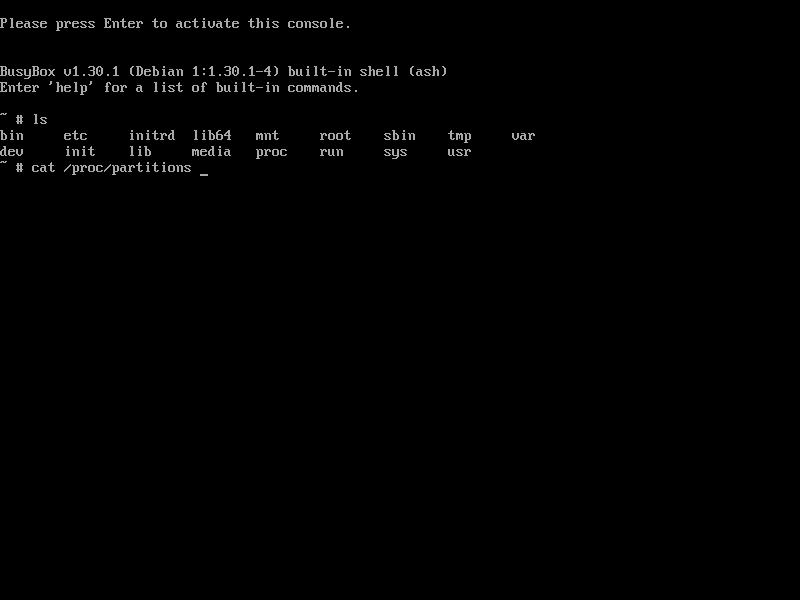 Please press Enter to activate this console.
BusyBox v1.30.1 (Debian 1:1.30.1-4) built-in shell (ash)
Enter 'help' for a list of built-in commands.
~ # ls
bin     etc     initrd  lib64   mnt     root    sbin    tmp     var
dev     init    lib     media   proc    run     sys     usr
~ # cat /proc/partitions _